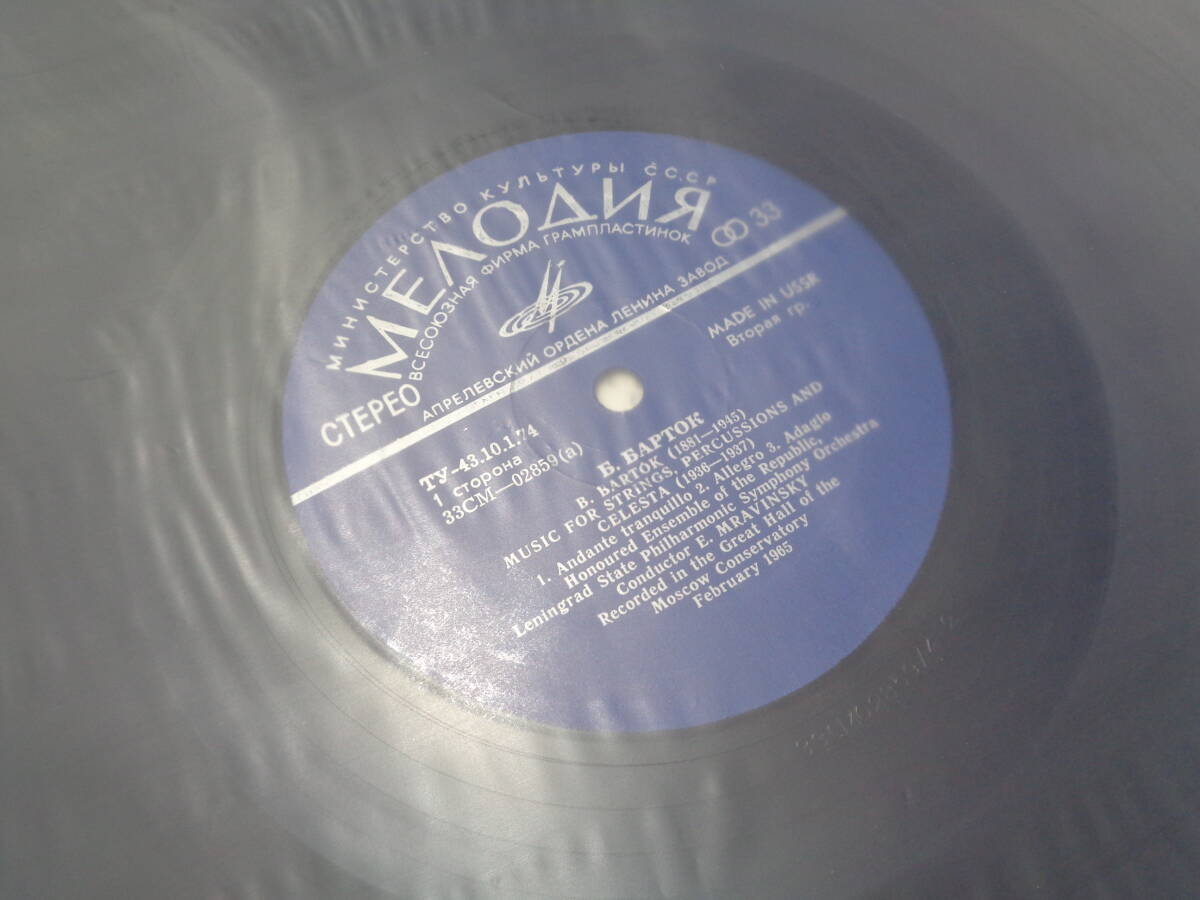 МИНИСТЕРСТВО КУЛЬТУРЫ СССР
МЕЛОДИЯ
ВСЕСОЮЗНАЯ ФИРМА ГРАМПЛАСТИНОК
СТЕРЕО
33
АПРЕЛЕВСКИЙ ОРДЕНА ЛЕНИНА ЗАВОД
MADE IN USSR
Вторая гр.
ТУ-43.10.1.74
1 сторона
33СМ—02859(а)
Б. БАРТОК
B. BARTOK (1881—1945)
MUSIC FOR STRINGS, PERCUSSIONS AND
CELESTA (1936—1937)
1. Andante tranquillo 2. Allegro 3. Adagio
Honoured Ensemble of the Republic,
Leningrad State Philharmonic Symphony Orchestra
Conductor E. MRAVINSKY
Recorded in the Great Hall of the
Moscow Conservatory
February 1965